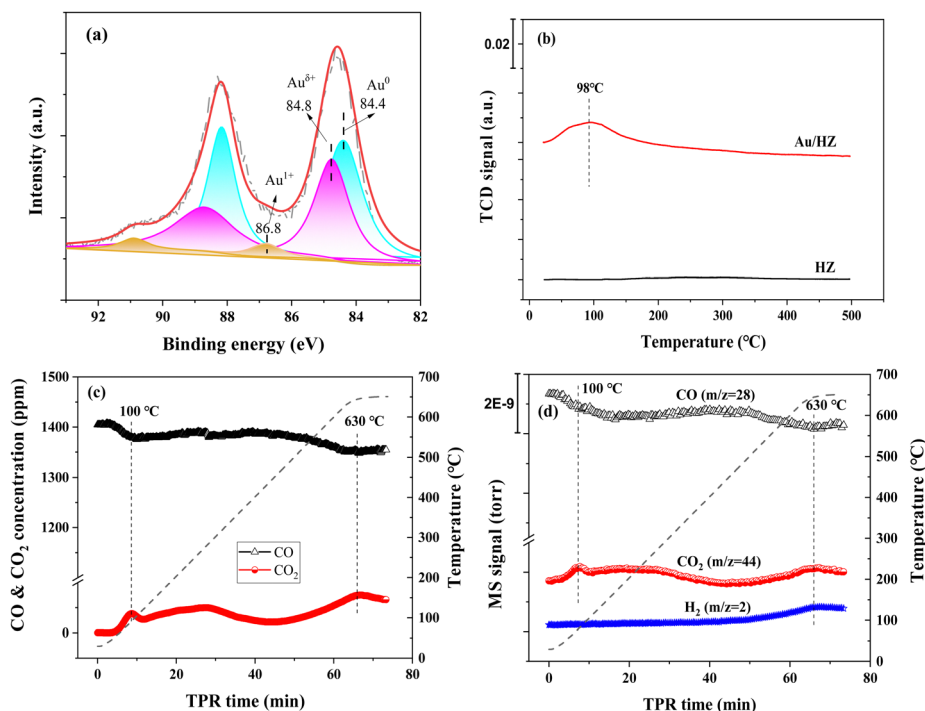 (a)
Intensity (a.u.)
Auδ+
84.8
Au0
84.4
Au1+
86.8
92 90 88 86 84 82
Binding energy (eV)
(b)
0.02
TCD signal (a.u.)
98℃
Au/HZ
HZ
0 100 200 300 400 500
Temperature (℃)
(c)
CO & CO2 concentration (ppm)
1500
1400
1300
1200
0
100 ℃
630 ℃
CO
CO2
700
600
500
400
300
200
100
0
Temperature (℃)
0 20 40 60 80
TPR time (min)
(d)
MS signal (torr)
2E-9
100 ℃
CO (m/z=28)
630 ℃
CO2 (m/z=44)
H2 (m/z=2)
700
600
500
400
300
200
100
0
Temperature (℃)
0 20 40 60 80
TPR time (min)